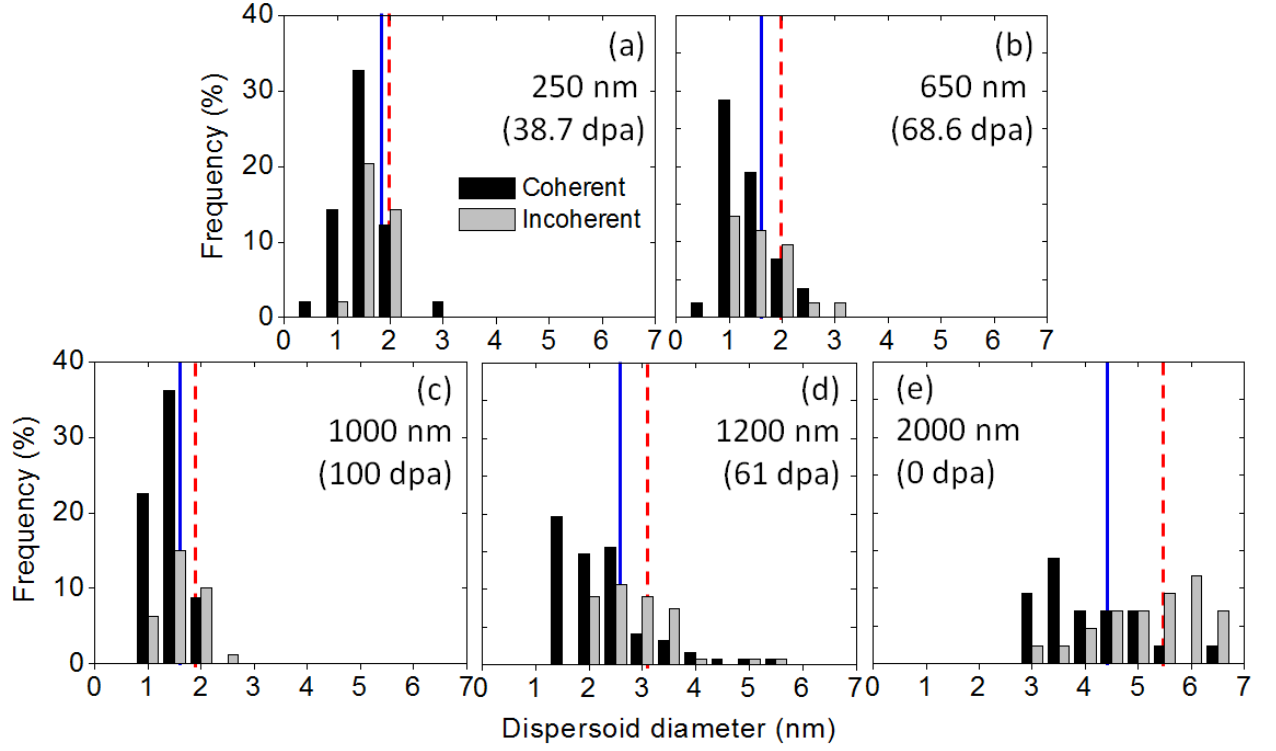 40
30
20
10
0
Frequency (%)
(a)
250 nm
(38.7 dpa)
Coherent
Incoherent
0 1 2 3 4 5 6 7
(b)
650 nm
(68.6 dpa)
0 1 2 3 4 5 6 7
40
30
20
10
0
Frequency (%)
(c)
1000 nm
(100 dpa)
0 1 2 3 4 5 6 7
(d)
1200 nm
(61 dpa)
0 1 2 3 4 5 6 7
(e)
2000 nm
(0 dpa)
0 1 2 3 4 5 6 7
Dispersoid diameter (nm)